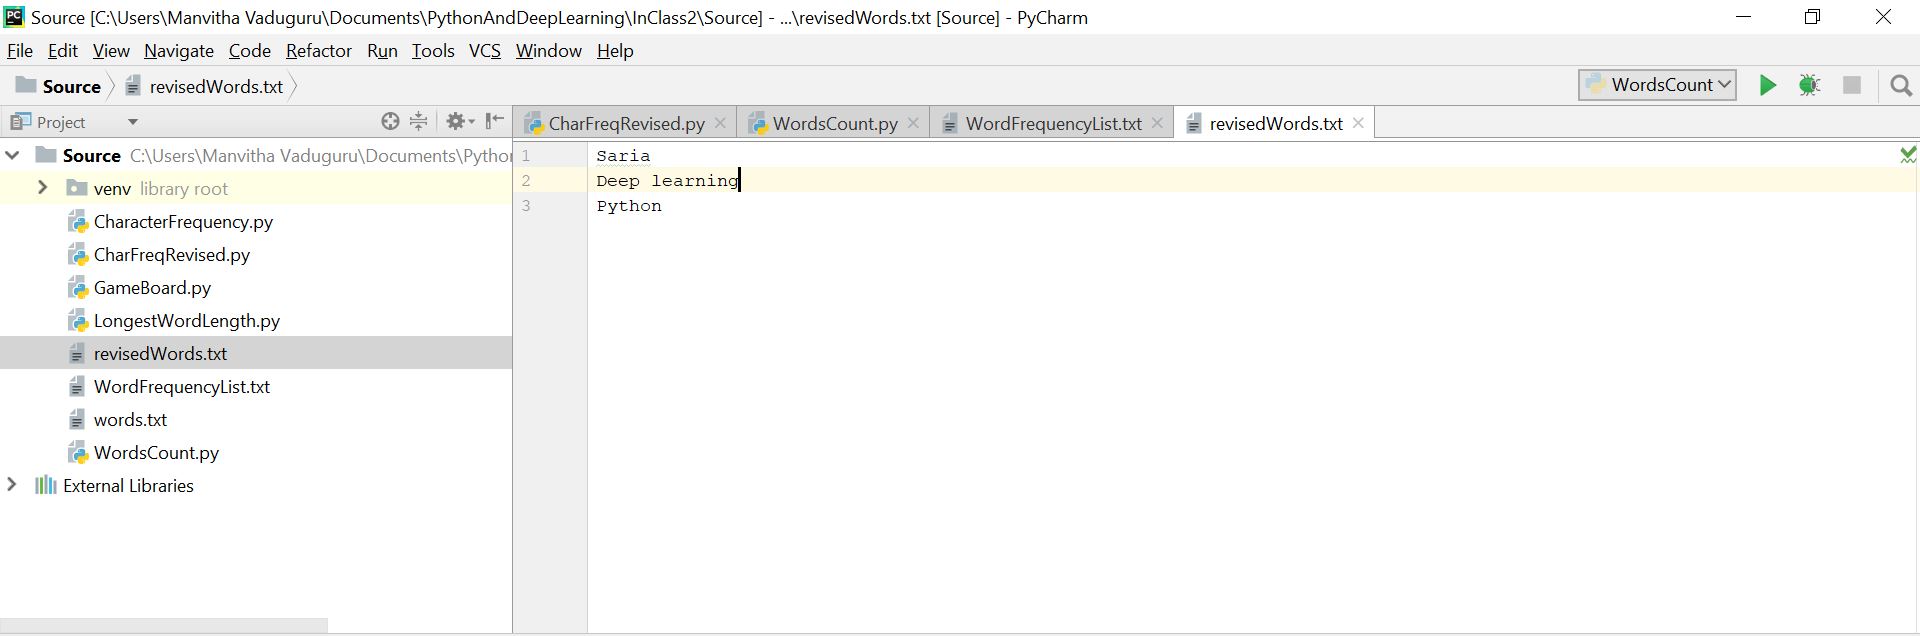 PC Source [C:\Users\Manvitha Vaduguru\Documents\PythonAndDeepLearning\InClass2\Source] - ...\revisedWords.txt [Source] - PyCharm
File Edit View Navigate Code Refactor Run Tools VCS Window Help
Source revisedWords.txt WordsCount
Project CharFreqRevised.py WordsCount.py WordFrequencyList.txt revisedWords.txt
Source C:\Users\Manvitha Vaduguru\Documents\Pytho
venv library root
CharacterFrequency.py
CharFreqRevised.py
GameBoard.py
LongestWordLength.py
revisedWords.txt
WordFrequencyList.txt
words.txt
WordsCount.py
External Libraries
1 Saria
2 Deep learning
3 Python